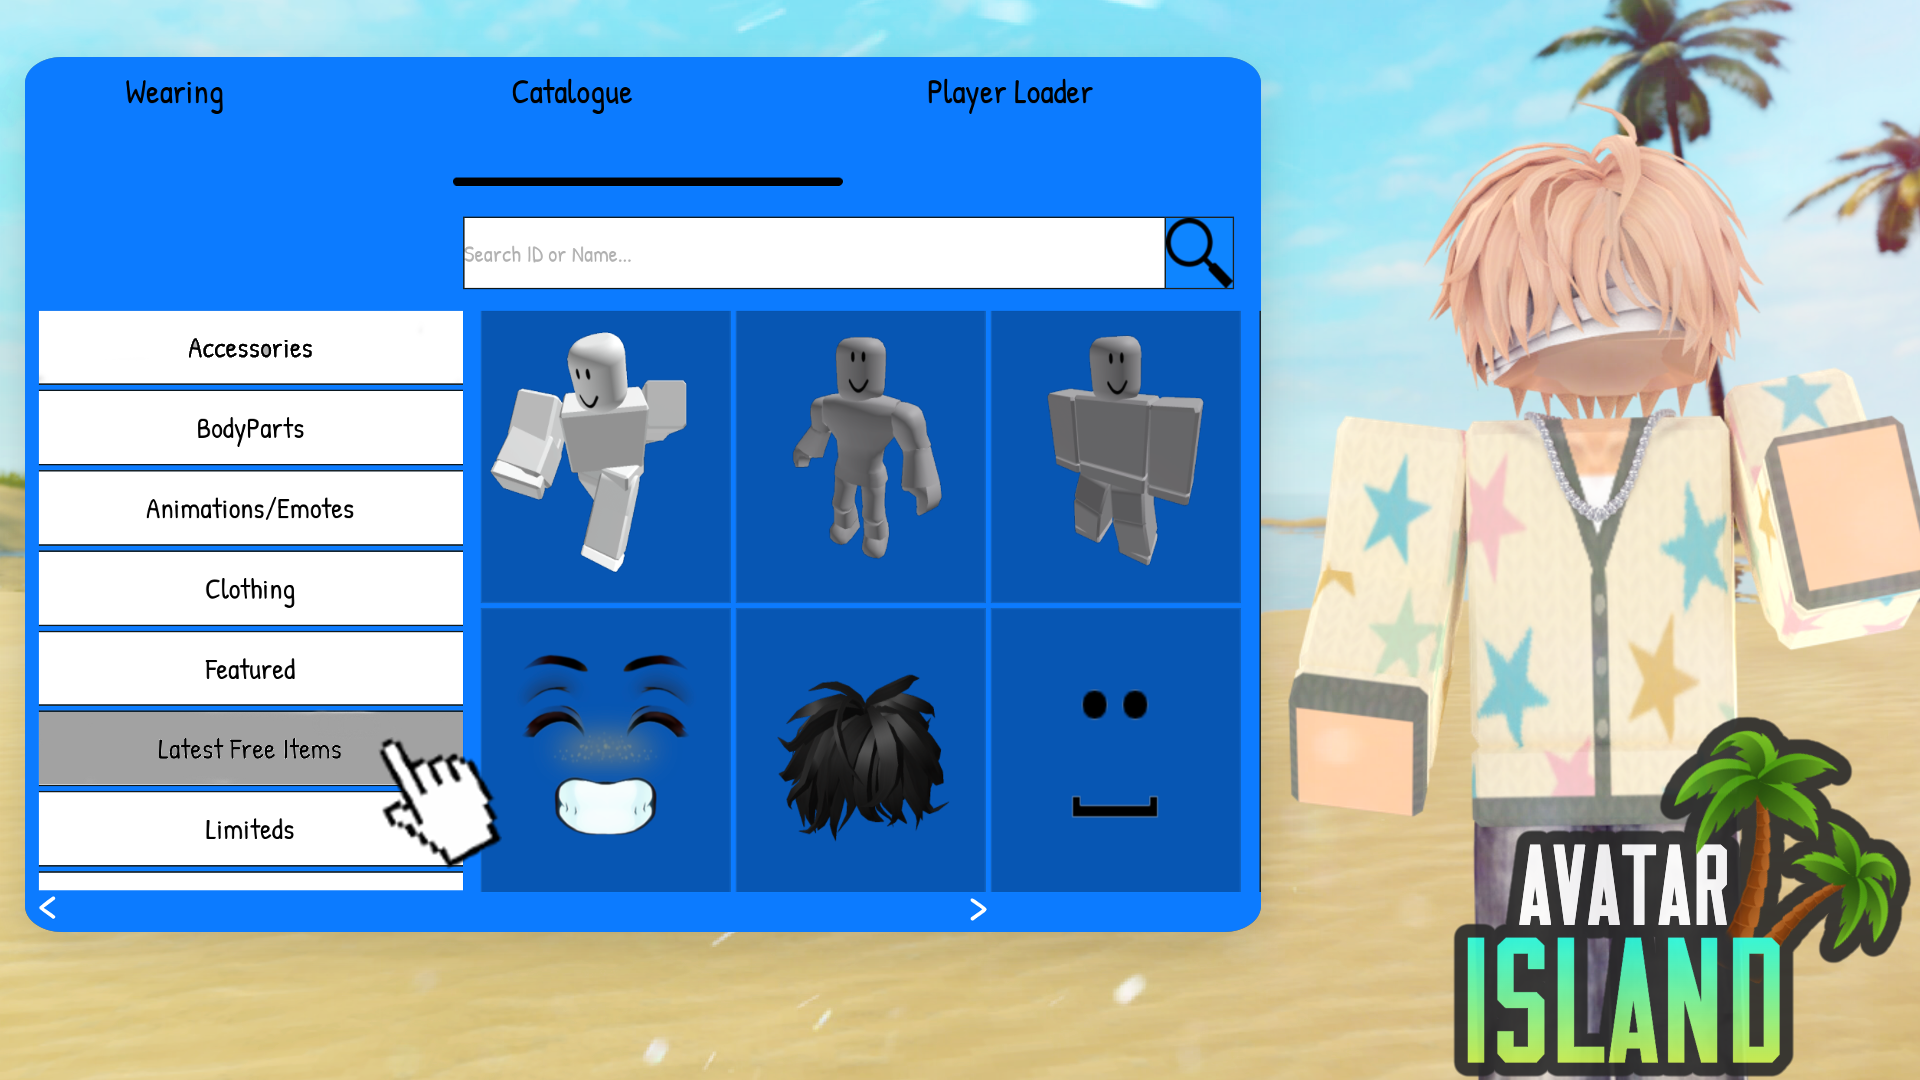 Wearing
Catalogue
Player Loader
Search ID or Name...
Accessories
BodyParts
Animations/Emotes
Clothing
Featured
Latest Free Items
Limiteds
<
>
AVATAR
ISLAND